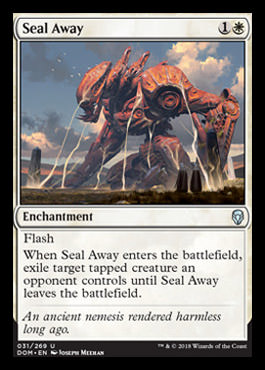 Seal Away 1
Enchantment
Flash
When Seal Away enters the battlefield,
exile target tapped creature an
opponent controls until Seal Away
leaves the battlefield.
An ancient nemesis rendered harmless
long ago.
031/269 U
DOM • EN Joseph Meehan
™ & © 2018 Wizards of the Coast